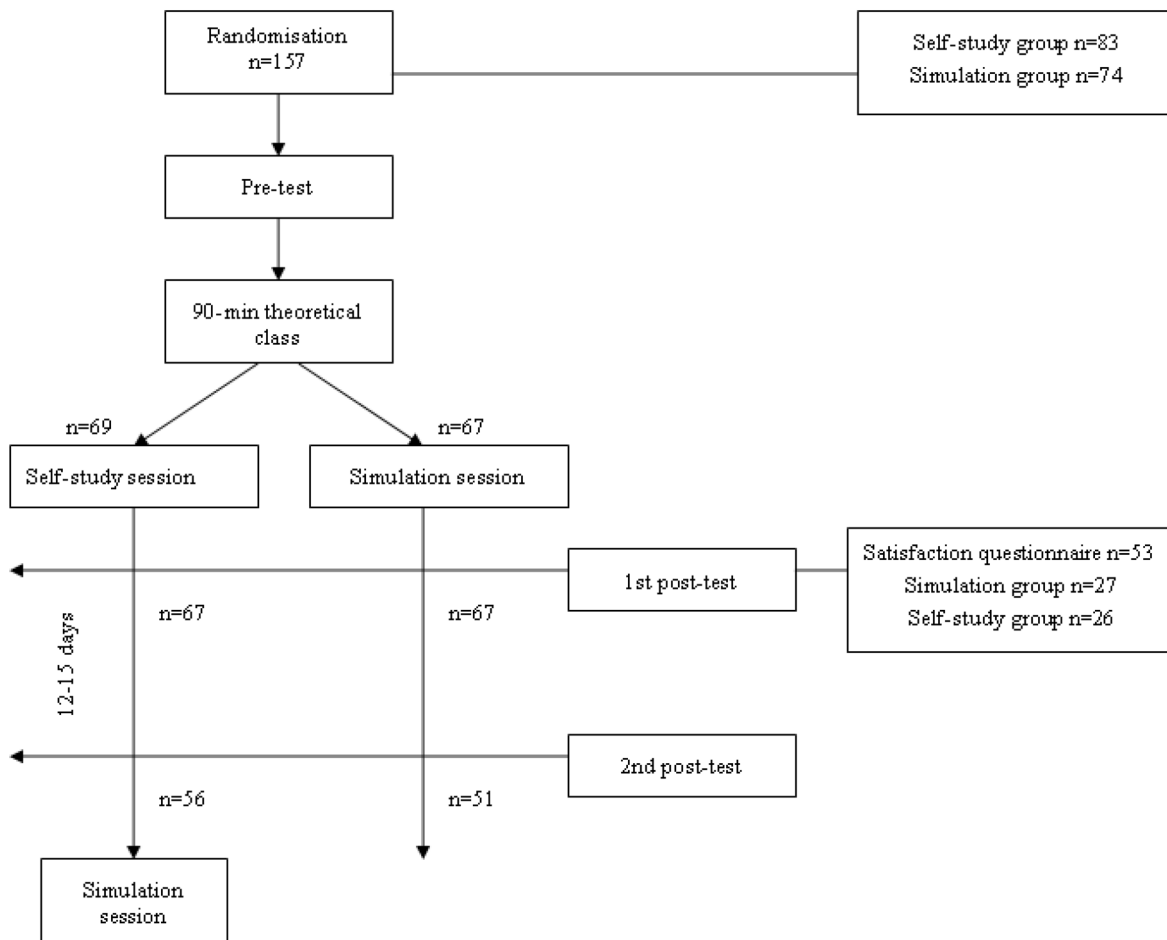 Randomisation
n=157
Self-study group n=83
Simulation group n=74
Pre-test
90-min theoretical
class
n=69
n=67
Self-study session
Simulation session
1st post-test
Satisfaction questionnaire n=53
Simulation group n=27
Self-study group n=26
n=67
n=67
12-15 days
2nd post-test
n=56
n=51
Simulation
session